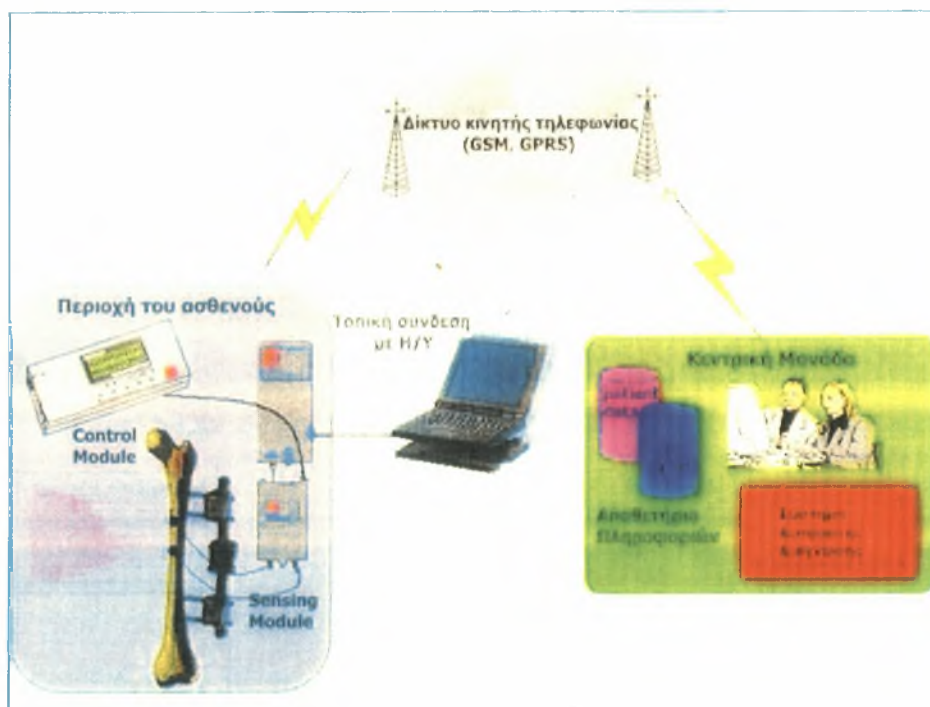 Δίκτυο κινητής τηλεφωνίας
(GSM, GPRS)
Περιοχή του ασθενούς
Τοπική σύνδεση
με Η/Υ
Κεντρική Μονάδα
patient
Control
Module
Αποθετήριο
Πληροφοριών
Sensing
Module